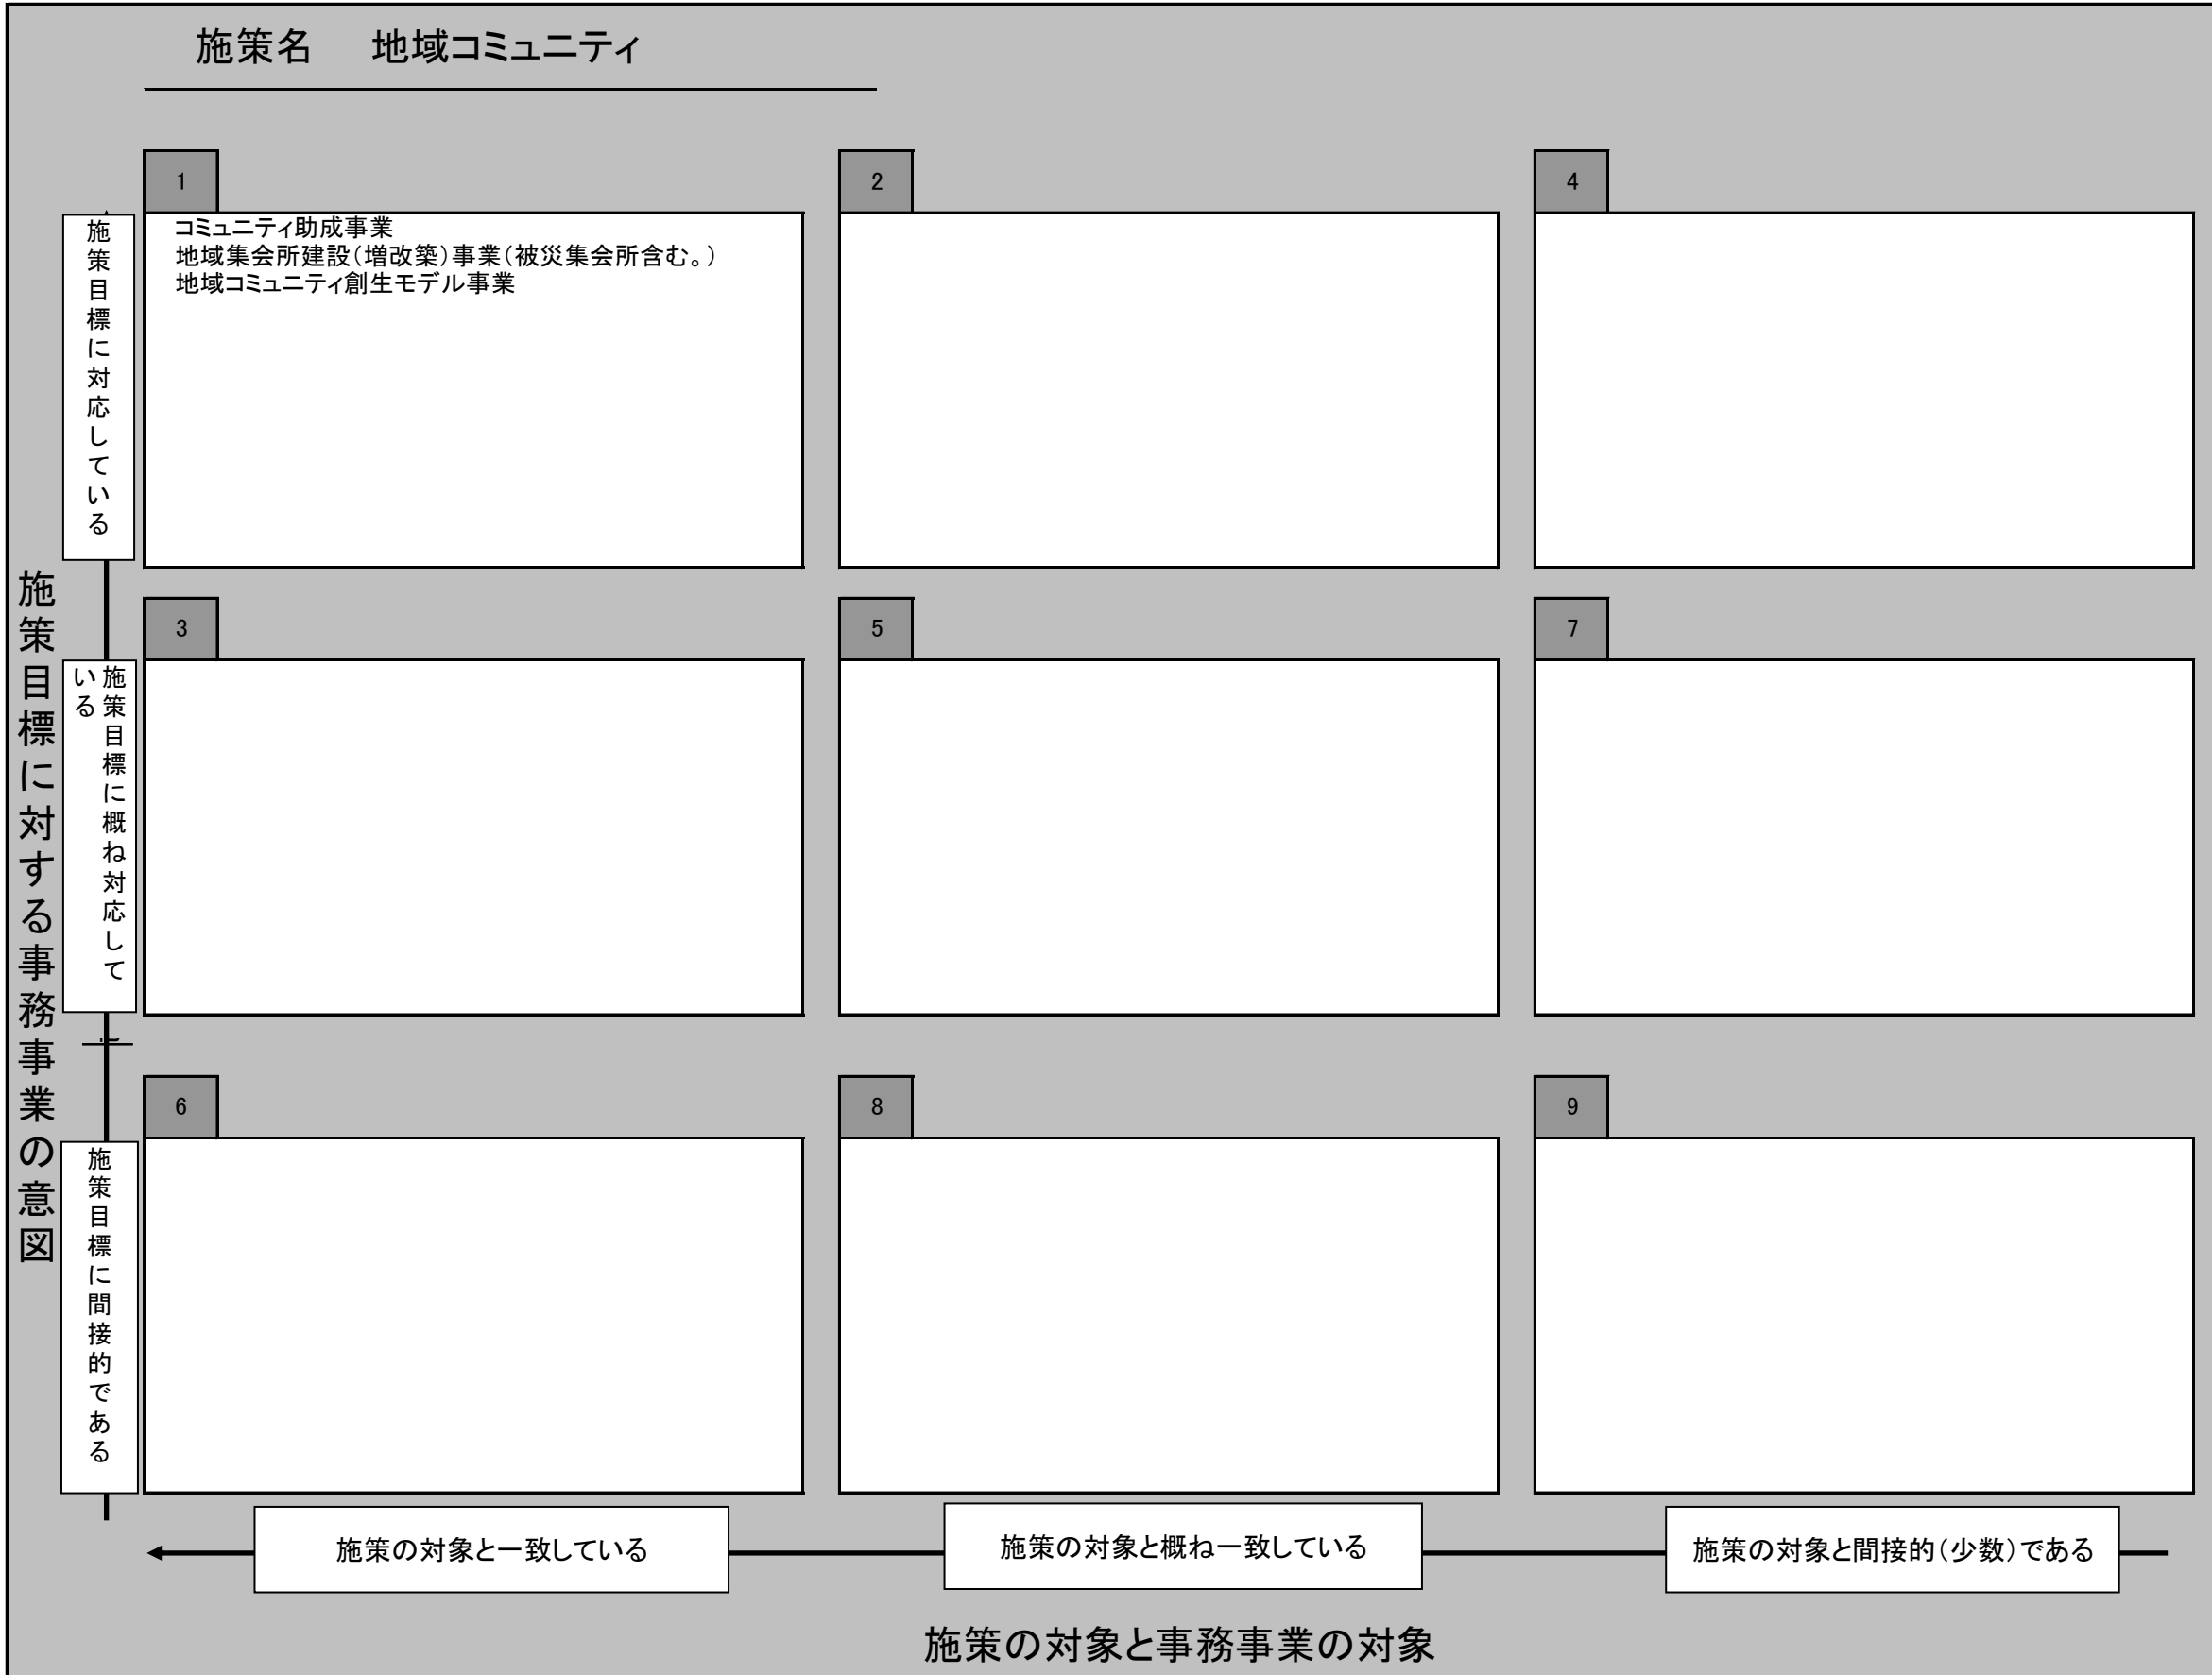 施策名 地域コミュニティ
1
2
4
施策目標に対応している
コミュニティ助成事業
地域集会所建設（増改築）事業（被災集会所含む。）
地域コミュニティ創生モデル事業
施策目標に対する事務事業の意図
3
5
7
施策目標に概ね対応して
いる
6
8
9
施策目標に間接的である
施策の対象と一致している
施策の対象と概ね一致している
施策の対象と間接的（少数）である
施策の対象と事務事業の対象